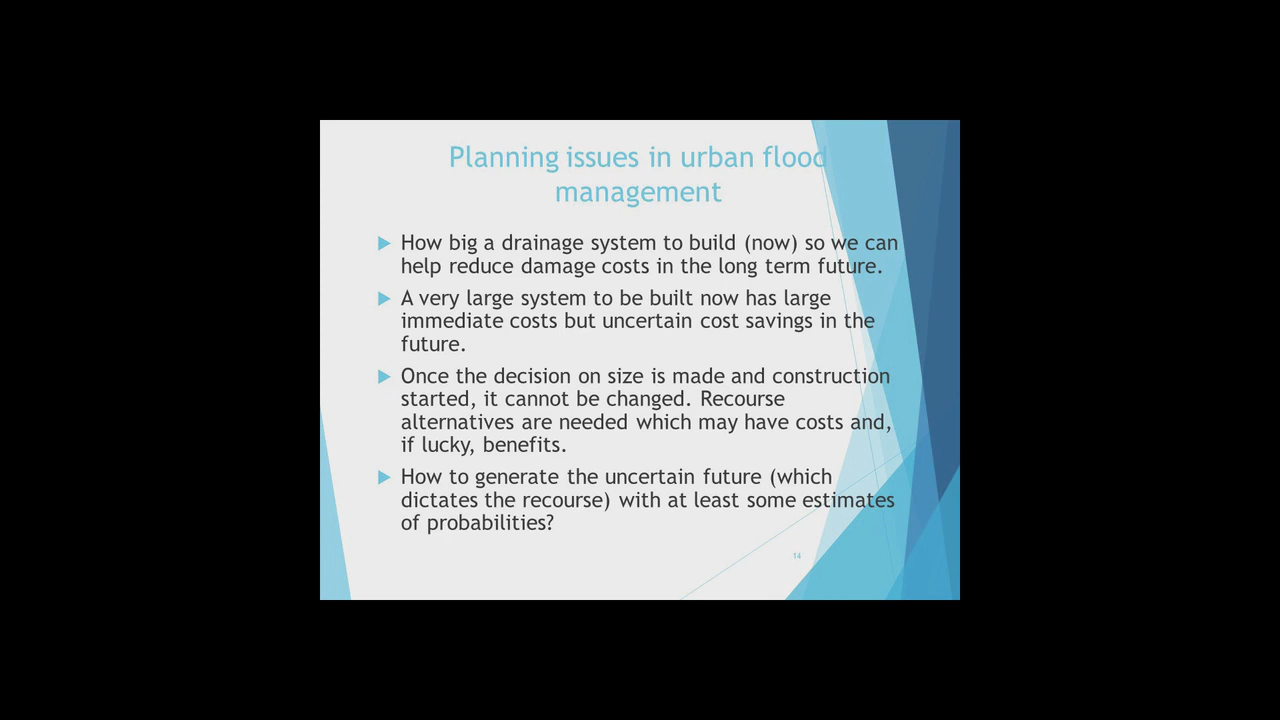 Planning issues in urban flood
management
How big a drainage system to build (now) so we can
help reduce damage costs in the long term future.
A very large system to be built now has large
immediate costs but uncertain cost savings in the
future.
Once the decision on size is made and construction
started, it cannot be changed. Recourse
alternatives are needed which may have costs and,
if lucky, benefits.
How to generate the uncertain future (which
dictates the recourse) with at least some estimates
of probabilities?
14